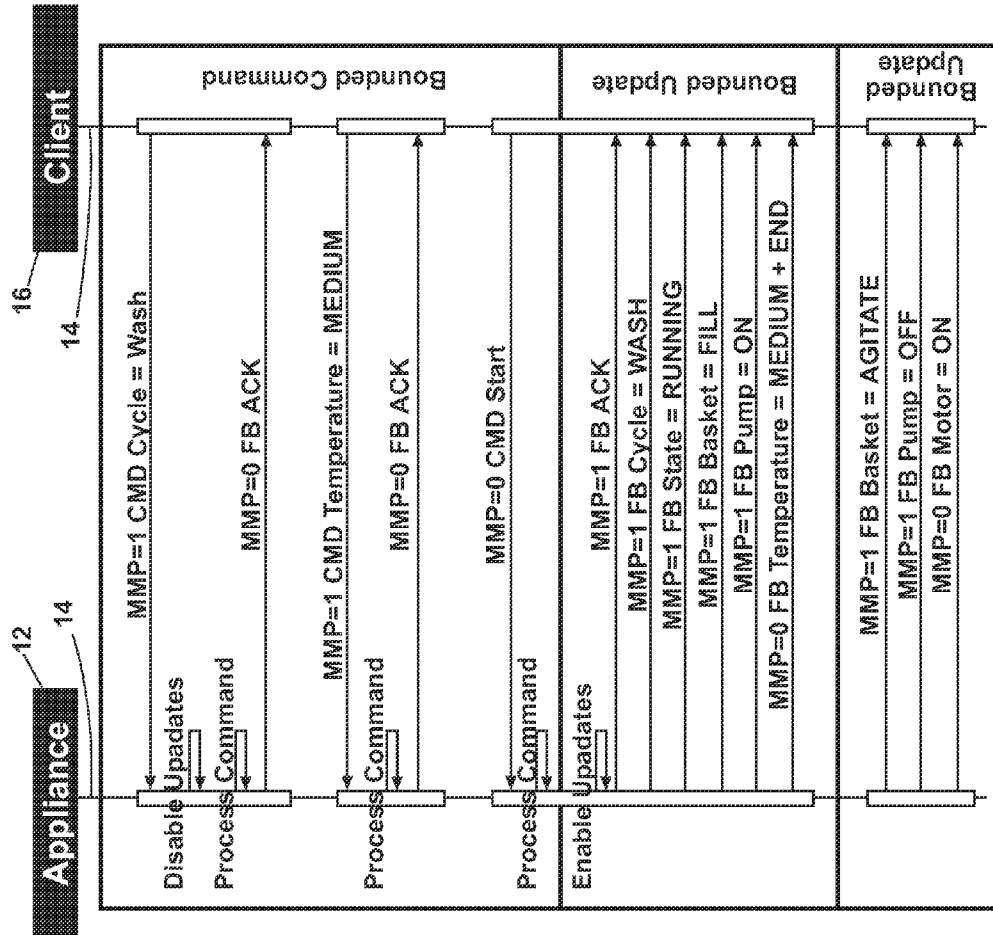 Appliance
12
14
16
Client
14
MMP=1 CMD Cycle = Wash
Disable Upadates
Process Command
MMP=0 FB ACK
MMP=1 CMD Temperature = MEDIUM
Process Command
MMP=0 FB ACK
MMP=0 CMD Start
Process Command
Bounded Command
Enable Upadates
MMP=1 FB ACK
MMP=1 FB Cycle = WASH
MMP=1 FB State = RUNNING
MMP=1 FB Basket = FILL
MMP=1 FB Pump = ON
MMP=0 FB Temperature = MEDIUM + END
Bounded Update
MMP=1 FB Basket = AGITATE
MMP=1 FB Pump = OFF
MMP=0 FB Motor = ON
Bounded
Update